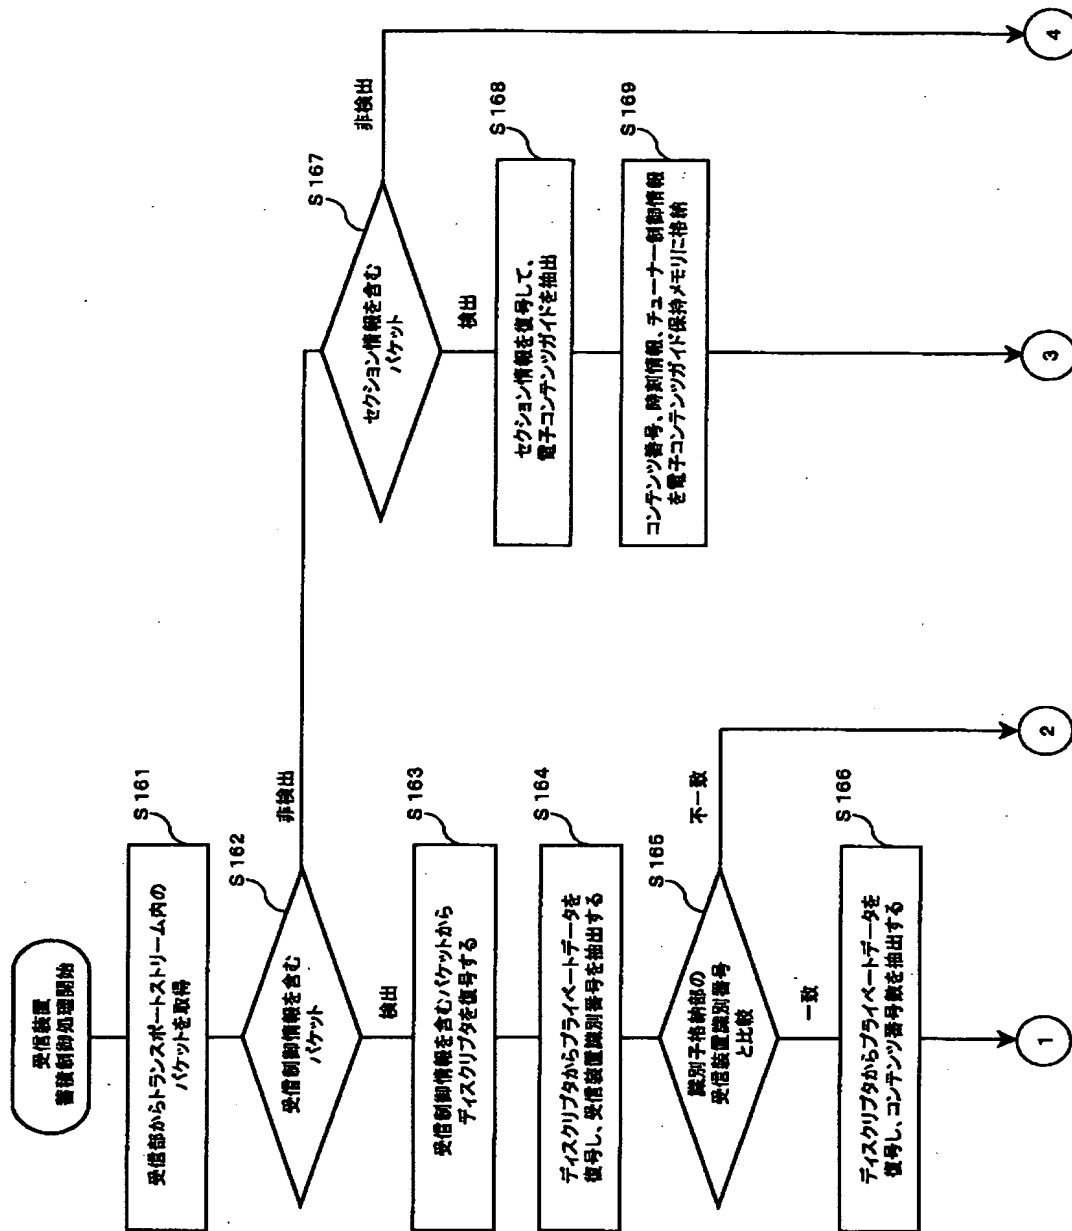 受信装置
蓄積制御処理開始
S161
受信部からトランスポートストリーム内の
パケットを取得
S162
受信制御情報を含む
パケット
非検出
検出
S163
受信制御情報を含むパケットから
ディスクリプタを復号する
S164
ディスクリプタからプライベートデータを
復号し、受信装置識別番号を抽出する
S165
識別子格納部の
受信装置識別番号
と比較
不一致
一致
S166
ディスクリプタからプライベートデータを
復号し、コンテンツ番号数を抽出する
1
2
S167
セクション情報を含む
パケット
非検出
検出
S168
セクション情報を復号して、
電子コンテンツガイドを抽出
S169
コンテンツ番号、時刻情報、チューナー制御情報
を電子コンテンツガイド保持メモリに格納
3
4